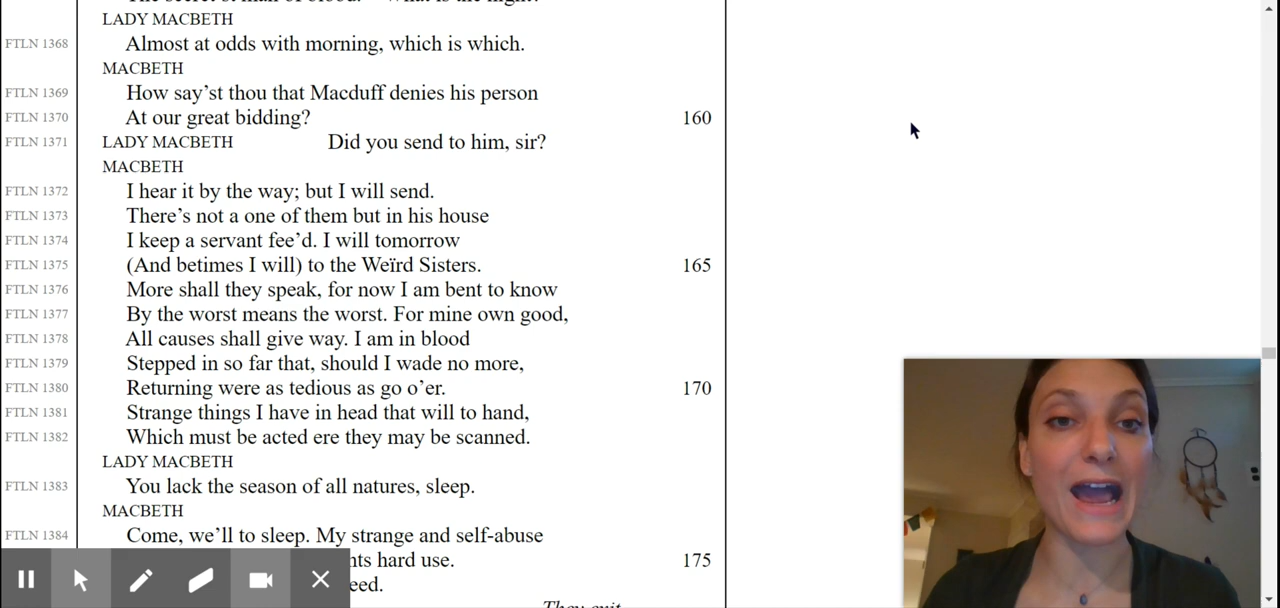 LADY MACBETH
FTLN 1368 Almost at odds with morning, which is which.
MACBETH
FTLN 1369 How say’st thou that Macduff denies his person
FTLN 1370 At our great bidding? 160
FTLN 1371 LADY MACBETH Did you send to him, sir?
MACBETH
FTLN 1372 I hear it by the way; but I will send.
FTLN 1373 There’s not a one of them but in his house
FTLN 1374 I keep a servant fee’d. I will tomorrow
FTLN 1375 (And betimes I will) to the Weïrd Sisters. 165
FTLN 1376 More shall they speak, for now I am bent to know
FTLN 1377 By the worst means the worst. For mine own good,
FTLN 1378 All causes shall give way. I am in blood
FTLN 1379 Stepped in so far that, should I wade no more,
FTLN 1380 Returning were as tedious as go o’er. 170
FTLN 1381 Strange things I have in head that will to hand,
FTLN 1382 Which must be acted ere they may be scanned.
LADY MACBETH
FTLN 1383 You lack the season of all natures, sleep.
MACBETH
FTLN 1384 Come, we’ll to sleep. My strange and self-abuse
hard use. 175